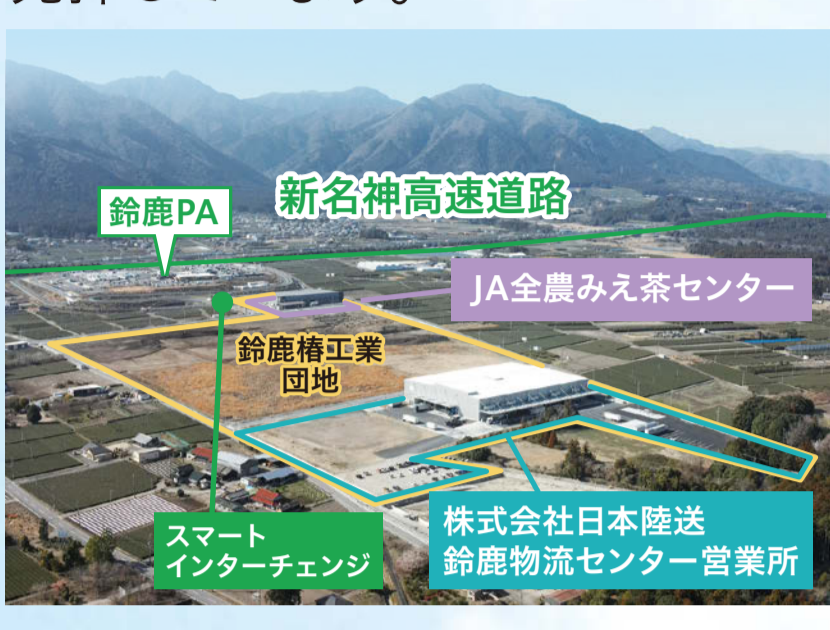 新名神高速道路
鈴鹿PA
JA全農みえ茶センター
鈴鹿椿工業
団地
スマート
インターチェンジ
株式会社日本陸送
鈴鹿物流センター営業所